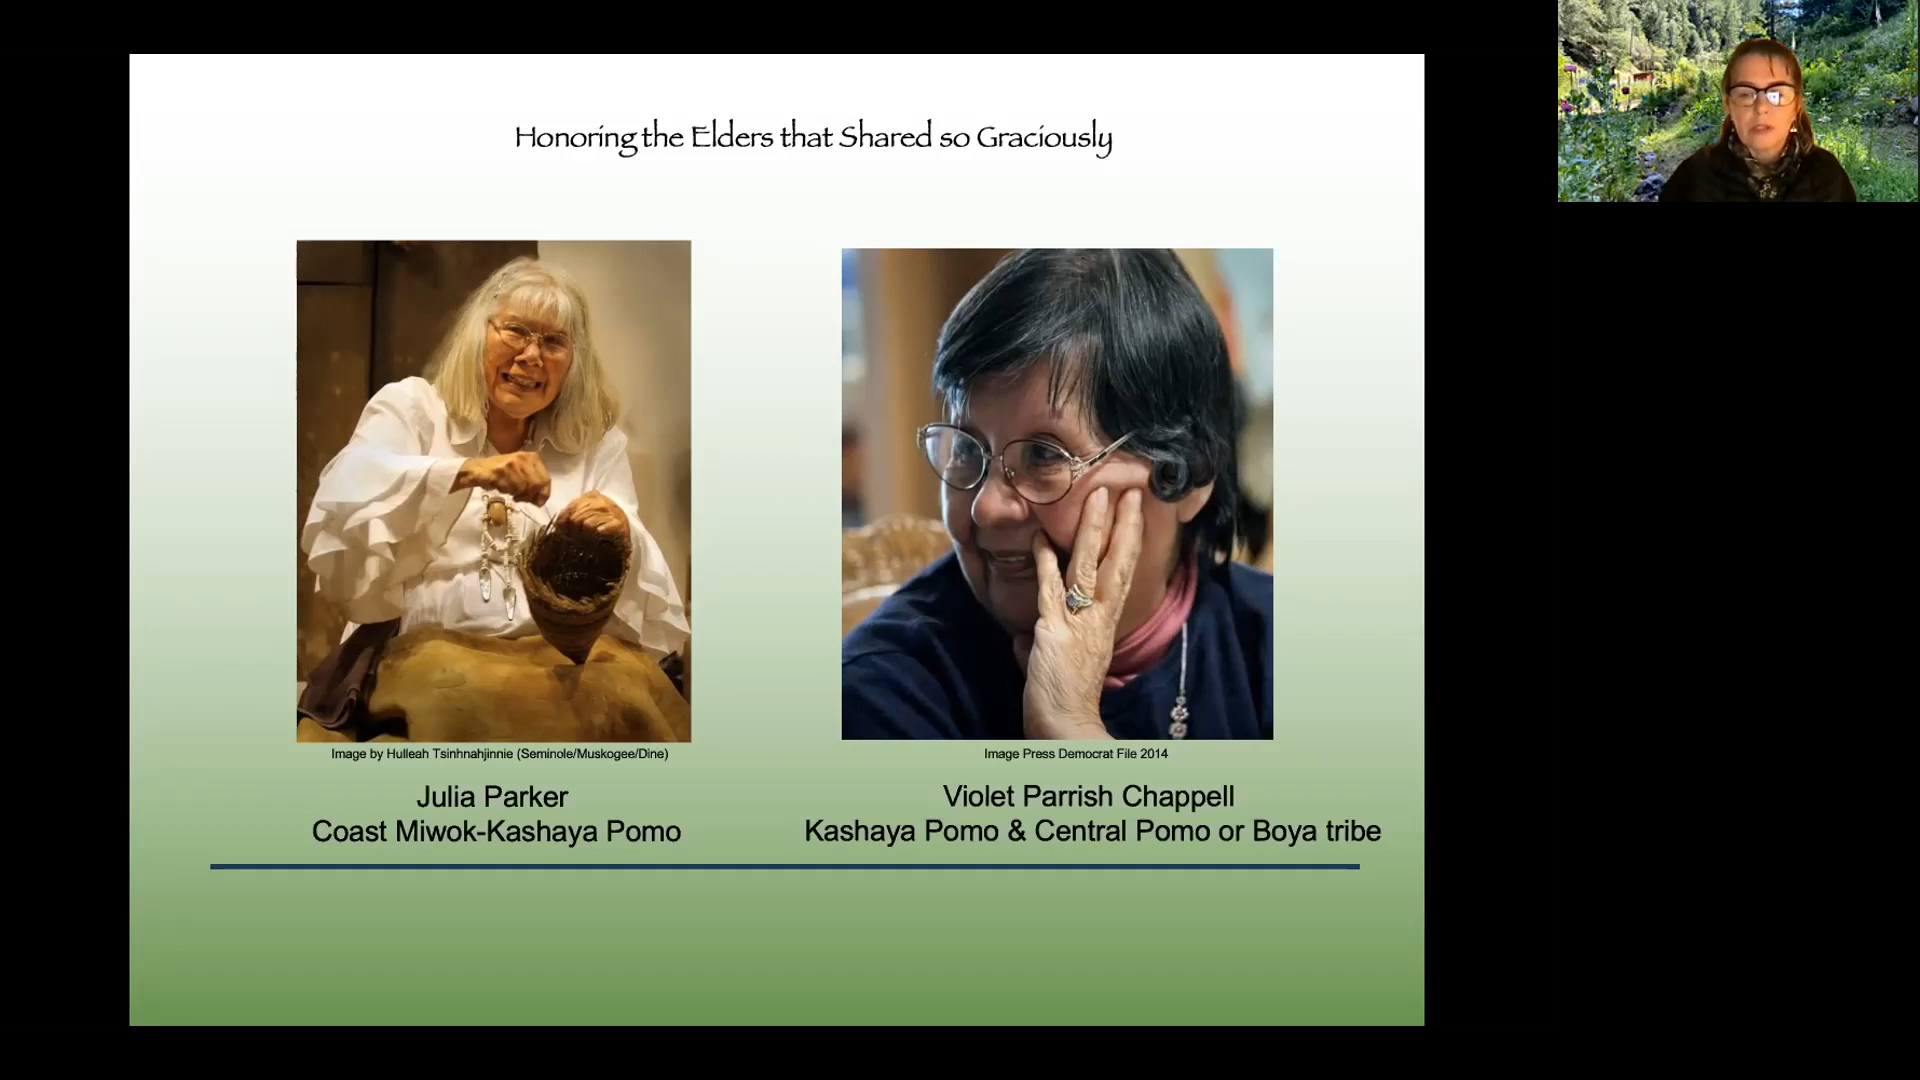 Honoring the Elders that Shared so Graciously
Image by Hulleah Tsinhnahjinnie (Seminole/Muskogee/Dine)
Julia Parker
Coast Miwok-Kashaya Pomo
Image Press Democrat File 2014
Violet Parrish Chappell
Kashaya Pomo & Central Pomo or Boya tribe